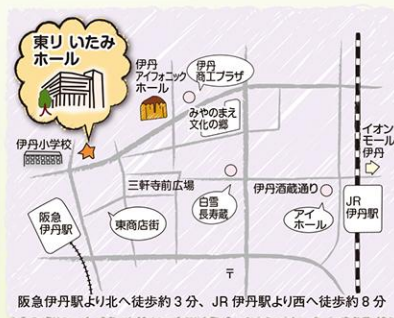 東リ いたみ
ホール
伊丹
アイフォニック
ホール
伊丹
商工プラザ
みやのまえ
文化の郷
イオン
モール
伊丹
伊丹小学校
三軒寺前広場
伊丹酒蔵通り
阪急
伊丹駅
東商店街
白雪
長寿蔵
アイ
ホール
JR
伊丹駅
〒
阪急伊丹駅より北へ徒歩約3分、JR 伊丹駅より西へ徒歩約8分